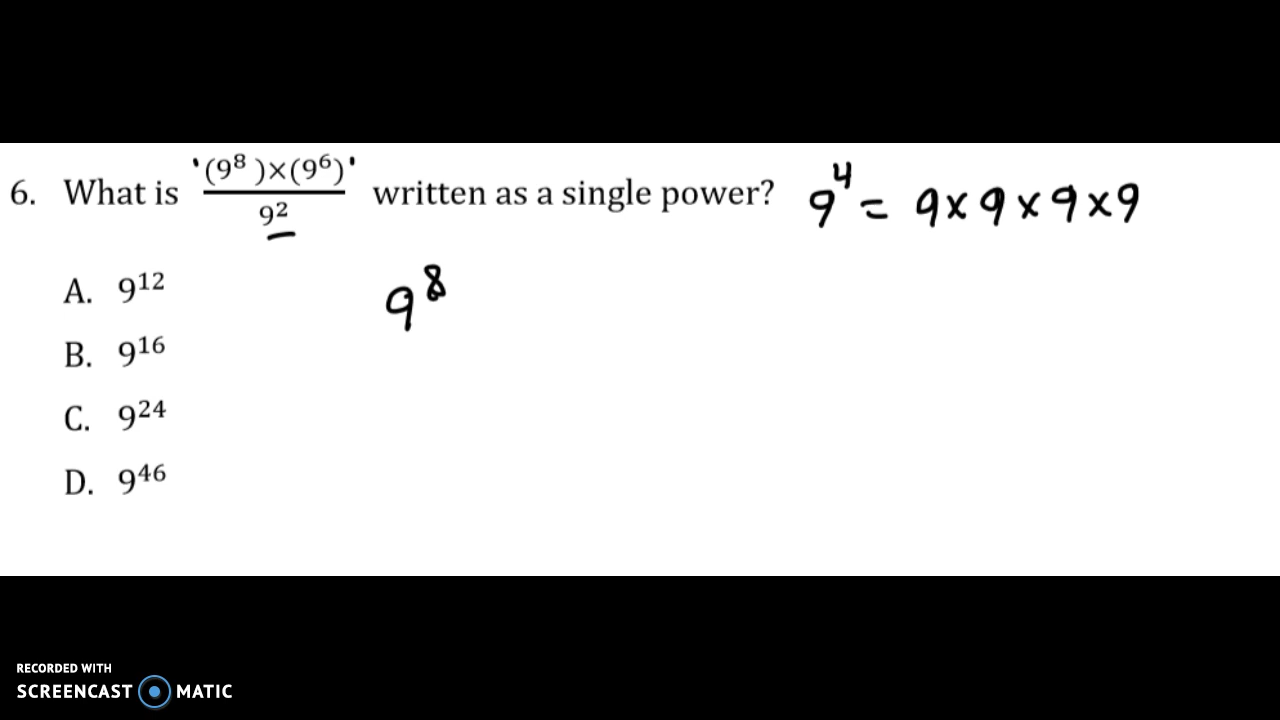 6. What is '(9⁸ )×(9⁶)' / 9² written as a single power? 9⁴ = 9 x 9 x 9 x 9
A. 9¹²
9⁸
B. 9¹⁶
C. 9²⁴
D. 9⁴⁶
RECORDED WITH
SCREENCAST MATIC